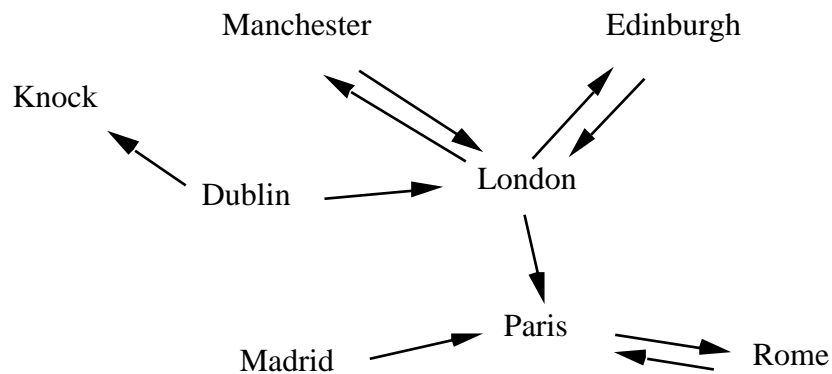 Manchester
Edinburgh
Knock
Dublin
London
Paris
Madrid
Rome